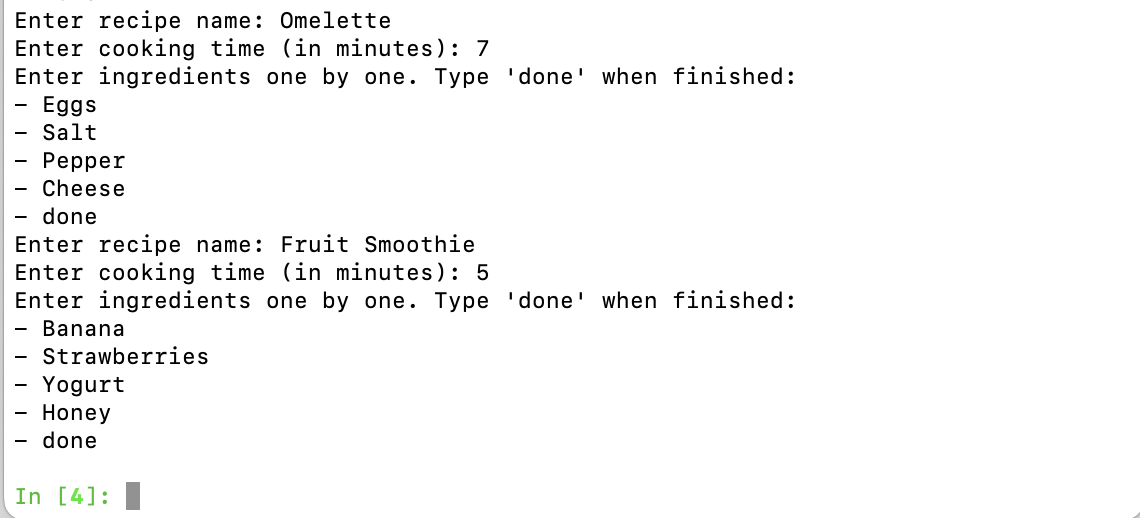 Enter recipe name: Omelette
Enter cooking time (in minutes): 7
Enter ingredients one by one. Type 'done' when finished:
– Eggs
– Salt
– Pepper
– Cheese
– done
Enter recipe name: Fruit Smoothie
Enter cooking time (in minutes): 5
Enter ingredients one by one. Type 'done' when finished:
– Banana
– Strawberries
– Yogurt
– Honey
– done
In [4]: